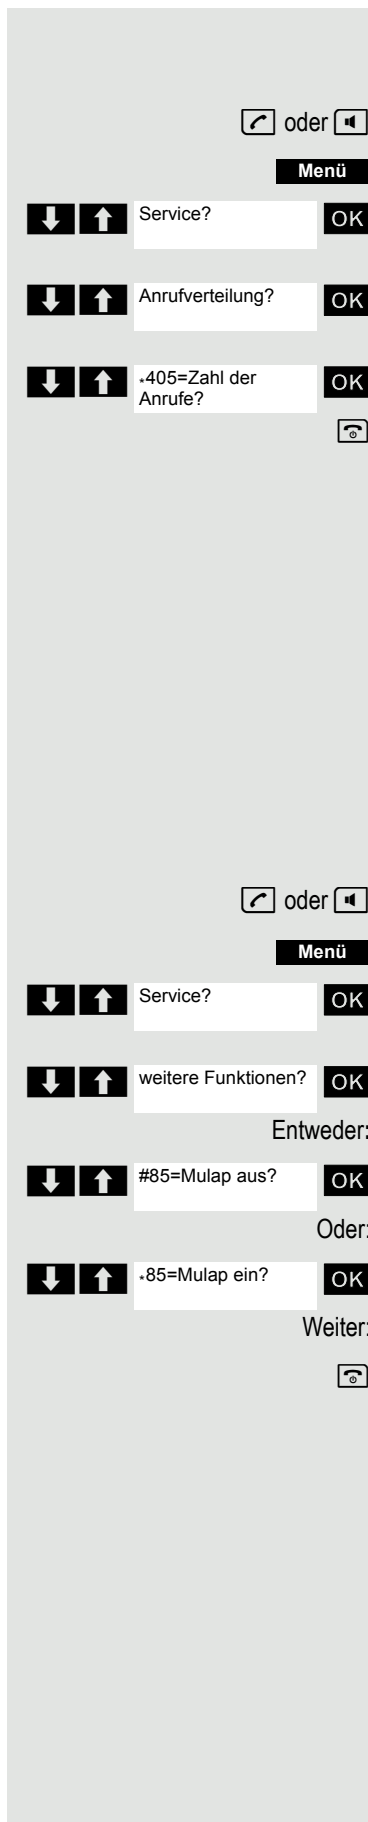 oder
Menü
Service? OK
Anrufverteilung? OK
*405=Zahl der
Anrufe? OK
oder
Menü
Service? OK
weitere Funktionen? OK
Entweder:
#85=Mulap aus? OK
Oder:
*85=Mulap ein? OK
Weiter: